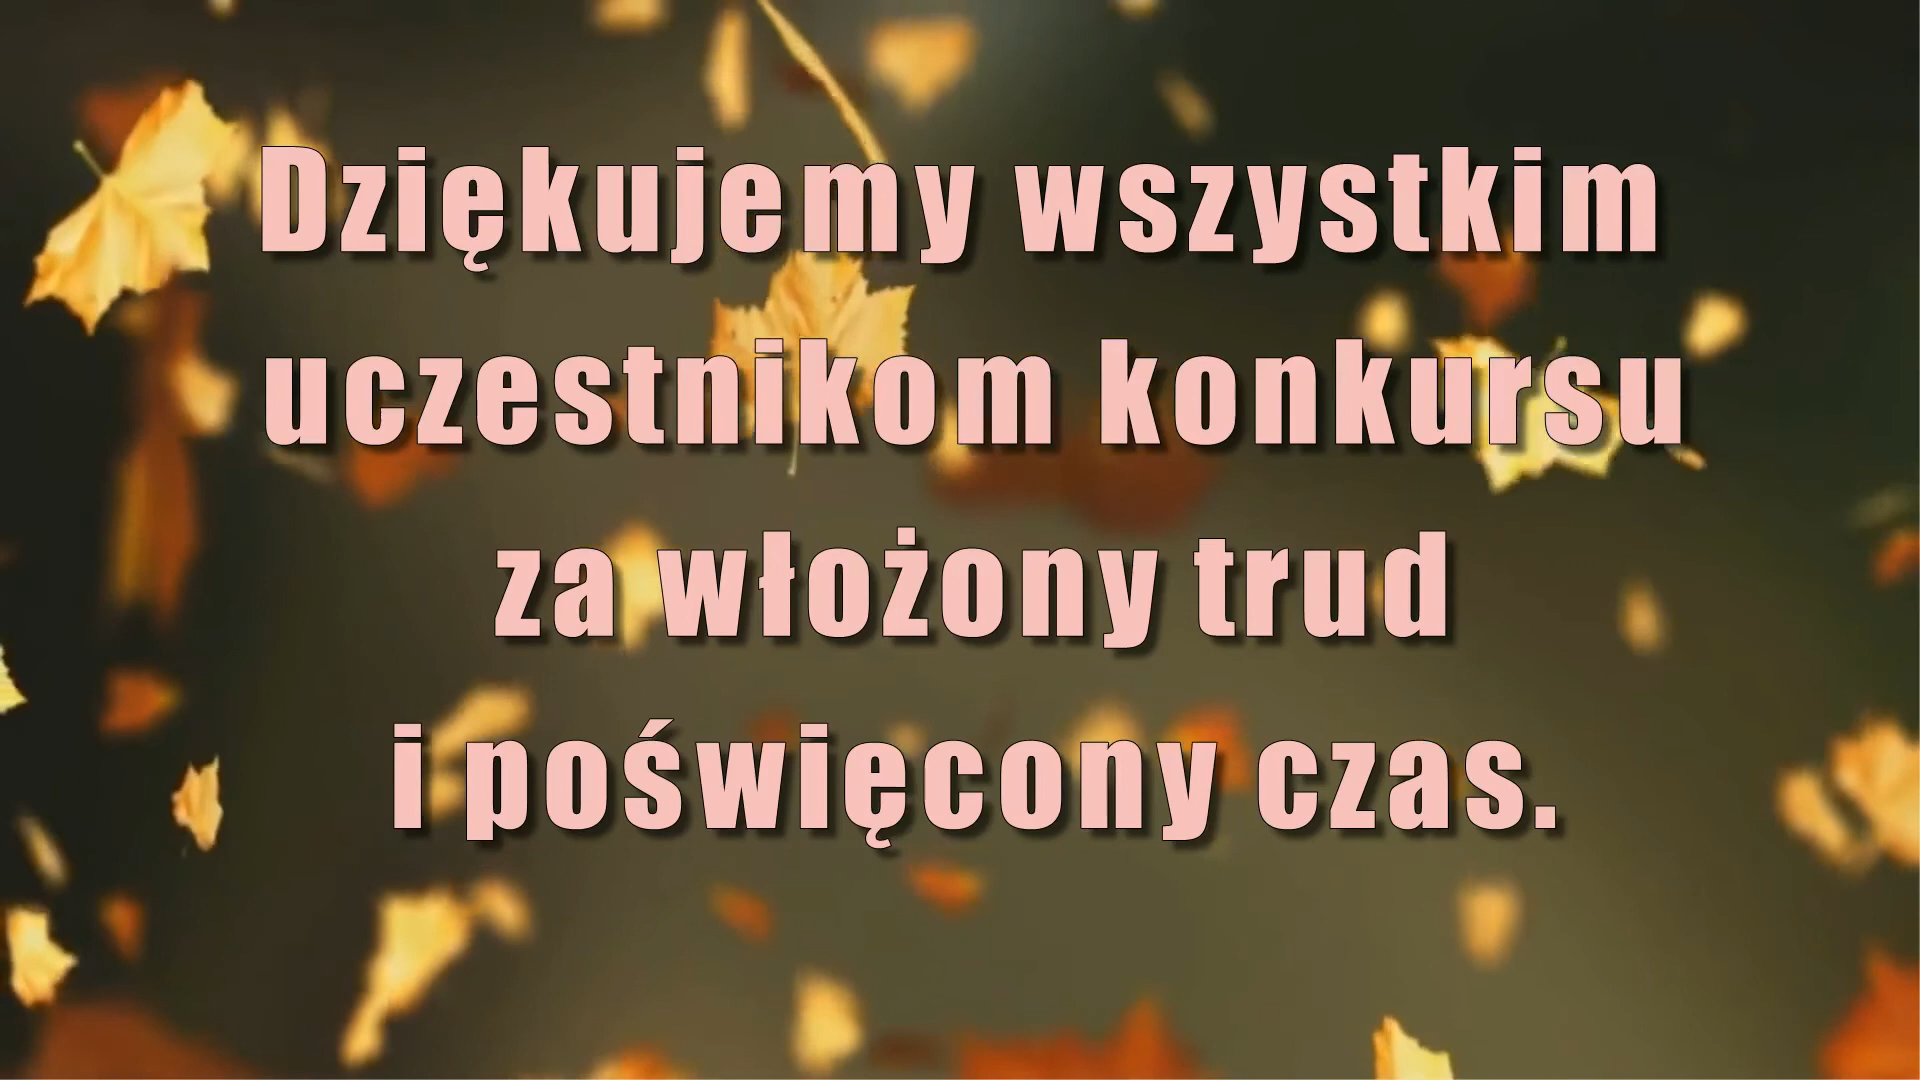 Dziękujemy wszystkim
uczestnikom konkursu
za włożony trud
i poświęcony czas.